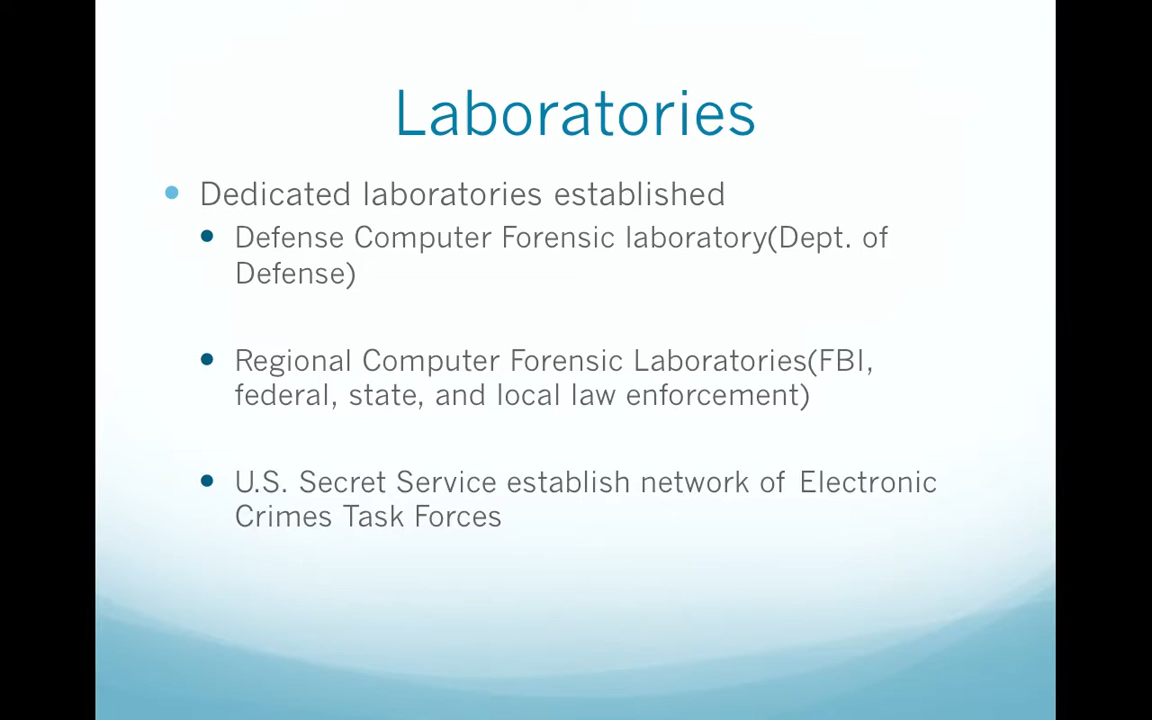 Laboratories
Dedicated laboratories established
Defense Computer Forensic laboratory(Dept. of
Defense)
Regional Computer Forensic Laboratories(FBI,
federal, state, and local law enforcement)
U.S. Secret Service establish network of Electronic
Crimes Task Forces